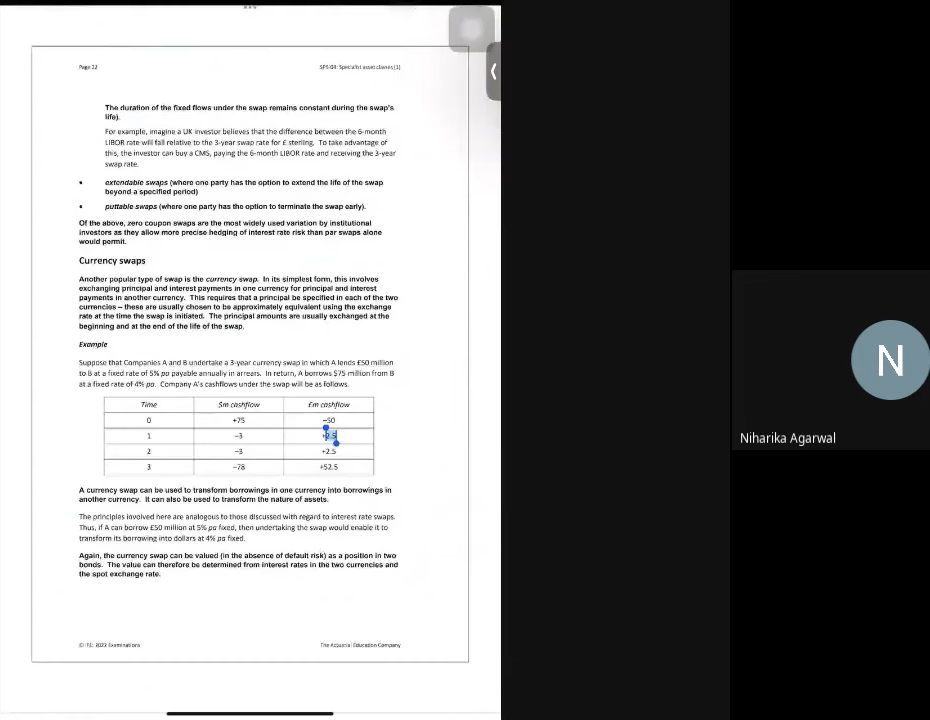 Page 22
SP5-04: Specialist asset classes (1)
The duration of the fixed flows under the swap remains constant during the swap's
life).
For example, imagine a UK investor believes that the difference between the 6-month
LIBOR rate will fall relative to the 3-year swap rate for £ sterling. To take advantage of
this, the investor can buy a CMS, paying the 6-month LIBOR rate and receiving the 3-year
swap rate.
• extendable swaps (where one party has the option to extend the life of the swap
beyond a specified period)
• puttable swaps (where one party has the option to terminate the swap early).
Of the above, zero coupon swaps are the most widely used variation by institutional
investors as they allow more precise hedging of interest rate risk than par swaps alone
would permit.
Currency swaps
Another popular type of swap is the currency swap. In its simplest form, this involves
exchanging principal and interest payments in one currency for principal and interest
payments in another currency. This requires that a principal be specified in each of the two
currencies – these are usually chosen to be approximately equivalent using the exchange
rate at the time the swap is initiated. The principal amounts are usually exchanged at the
beginning and at the end of the life of the swap.
Example
Suppose that Companies A and B undertake a 3-year currency swap in which A lends £50 million
to B at a fixed rate of 5% pa payable annually in arrears. In return, A borrows $75 million from B
at a fixed rate of 4% pa. Company A's cashflows under the swap will be as follows.
Time $m cashflow £m cashflow
0 +75 –50
1 –3 +2.5
2 –3 +2.5
3 –78 +52.5
A currency swap can be used to transform borrowings in one currency into borrowings in
another currency. It can also be used to transform the nature of assets.
The principles involved here are analogous to those discussed with regard to interest rate swaps.
Thus, if A can borrow £50 million at 5% pa fixed, then undertaking the swap would enable it to
transform its borrowing into dollars at 4% pa fixed.
Again, the currency swap can be valued (in the absence of default risk) as a position in two
bonds. The value can therefore be determined from interest rates in the two currencies and
the spot exchange rate.
© IFE: 2023 Examinations
The Actuarial Education Company
N
Niharika Agarwal